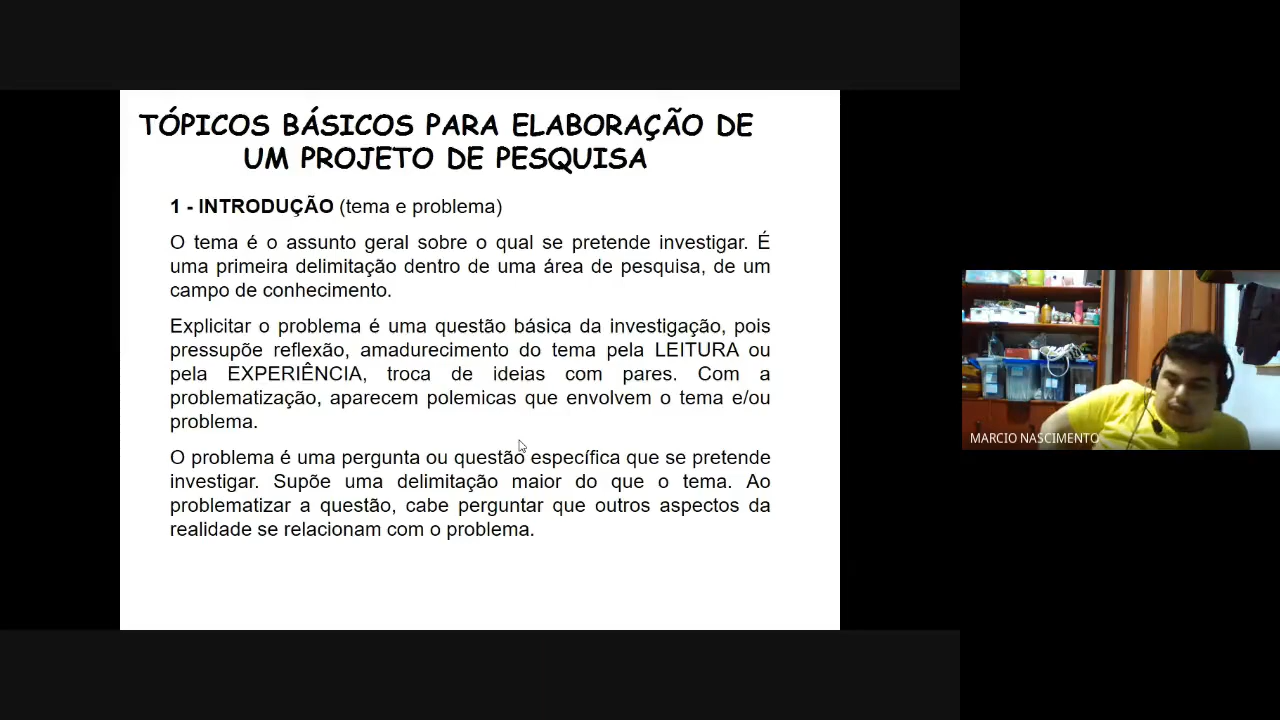 TÓPICOS BÁSICOS PARA ELABORAÇÃO DE
UM PROJETO DE PESQUISA
1 - INTRODUÇÃO (tema e problema)
O tema é o assunto geral sobre o qual se pretende investigar. É
uma primeira delimitação dentro de uma área de pesquisa, de um
campo de conhecimento.
Explicitar o problema é uma questão básica da investigação, pois
pressupõe reflexão, amadurecimento do tema pela LEITURA ou
pela EXPERIÊNCIA, troca de ideias com pares. Com a
problematização, aparecem polemicas que envolvem o tema e/ou
problema.
O problema é uma pergunta ou questão específica que se pretende
investigar. Supõe uma delimitação maior do que o tema. Ao
problematizar a questão, cabe perguntar que outros aspectos da
realidade se relacionam com o problema.
MARCIO NASCIMENTO